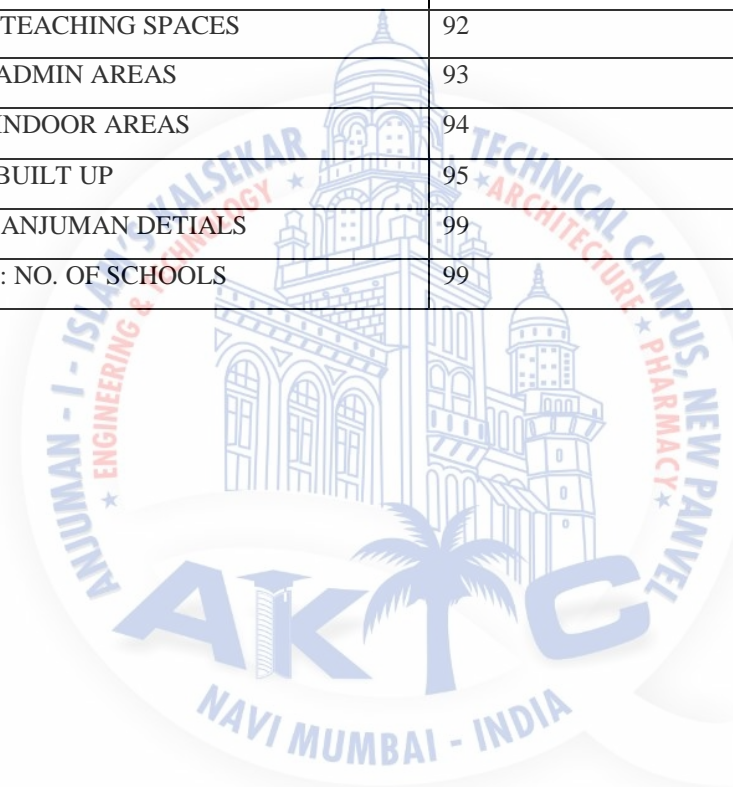 TEACHING SPACES 92
ADMIN AREAS 93
INDOOR AREAS 94
BUILT UP 95
ANJUMAN DETIALS 99
: NO. OF SCHOOLS 99
ANJUMAN - I - ISLAM'S KALSEKAR TECHNICAL CAMPUS, NEW PANVEL
★ ENGINEERING & TECHNOLOGY ★ ★ ARCHITECTURE ★ PHARMACY ★
AKTC
NAVI MUMBAI - INDIA